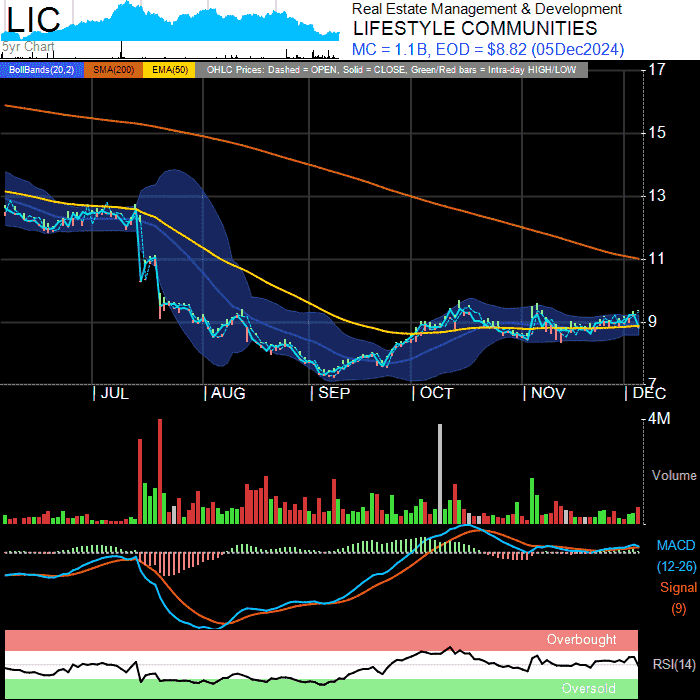 LIC
5yr Chart
Real Estate Management & Development
LIFESTYLE COMMUNITIES
MC = 1.1B, EOD = $8.82 (05Dec2024)
BollBands(20,2) SMA(200) EMA(50) OHLC Prices: Dashed = OPEN, Solid = CLOSE, Green/Red bars = Intra-day HIGH/LOW
17
15
13
11
9
7
JUL AUG SEP OCT NOV DEC
4M
Volume
MACD
(12-26)
Signal
(9)
Overbought
RSI(14)
Oversold